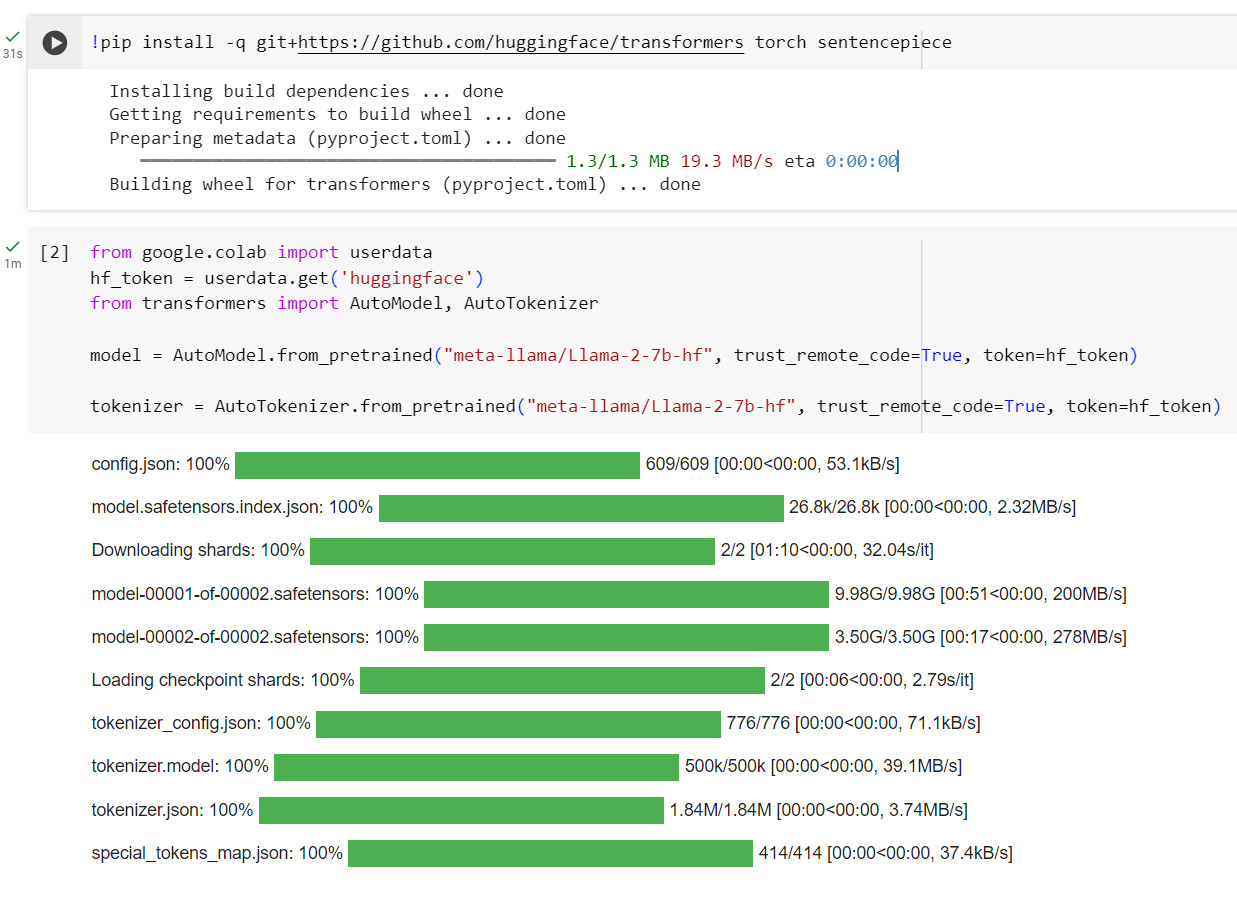 !pip install -q git+https://github.com/huggingface/transformers torch sentencepiece
31s
Installing build dependencies ... done
Getting requirements to build wheel ... done
Preparing metadata (pyproject.toml) ... done
1.3/1.3 MB 19.3 MB/s eta 0:00:00
Building wheel for transformers (pyproject.toml) ... done
[2] from google.colab import userdata
1m
hf_token = userdata.get('huggingface')
from transformers import AutoModel, AutoTokenizer
model = AutoModel.from_pretrained("meta-llama/Llama-2-7b-hf", trust_remote_code=True, token=hf_token)
tokenizer = AutoTokenizer.from_pretrained("meta-llama/Llama-2-7b-hf", trust_remote_code=True, token=hf_token)
config.json: 100% 609/609 [00:00<00:00, 53.1kB/s]
model.safetensors.index.json: 100% 26.8k/26.8k [00:00<00:00, 2.32MB/s]
Downloading shards: 100% 2/2 [01:10<00:00, 32.04s/it]
model-00001-of-00002.safetensors: 100% 9.98G/9.98G [00:51<00:00, 200MB/s]
model-00002-of-00002.safetensors: 100% 3.50G/3.50G [00:17<00:00, 278MB/s]
Loading checkpoint shards: 100% 2/2 [00:06<00:00, 2.79s/it]
tokenizer_config.json: 100% 776/776 [00:00<00:00, 71.1kB/s]
tokenizer.model: 100% 500k/500k [00:00<00:00, 39.1MB/s]
tokenizer.json: 100% 1.84M/1.84M [00:00<00:00, 3.74MB/s]
special_tokens_map.json: 100% 414/414 [00:00<00:00, 37.4kB/s]